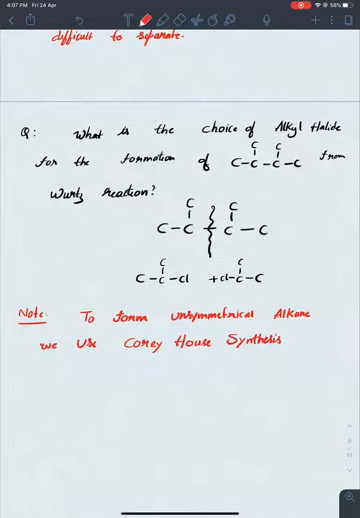 4:07 PM Fri 24 Apr
58%
difficult to separate.
Q: What is the choice of Alkyl Halide
C C
for the formation of C-C-C-C from
Wurtz reaction?
C C
C-C C-C
C C
C-C-Cl +Cl-C-C
Note: To form unsymmetrical Alkane
we use Corey House Synthesis